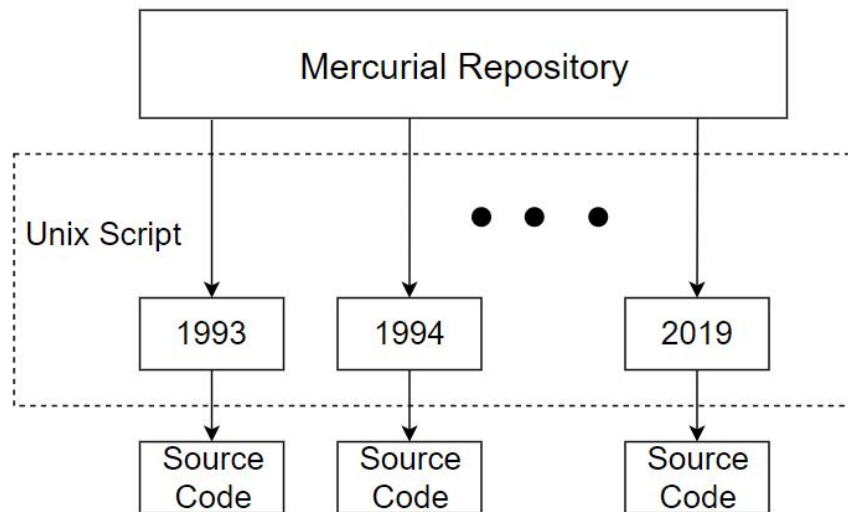 Mercurial Repository
Unix Script
1993
1994
2019
Source
Code
Source
Code
Source
Code